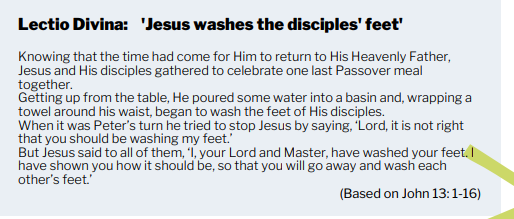 Lectio Divina: 'Jesus washes the disciples' feet'
Knowing that the time had come for Him to return to His Heavenly Father,
Jesus and His disciples gathered to celebrate one last Passover meal
together.
Getting up from the table, He poured some water into a basin and, wrapping a
towel around his waist, began to wash the feet of His disciples.
When it was Peter's turn he tried to stop Jesus by saying, ‘Lord, it is not right
that you should be washing my feet.’
But Jesus said to all of them, ‘I, your Lord and Master, have washed your feet. I
have shown you how it should be, so that you will go away and wash each
other's feet.’
(Based on John 13: 1-16)